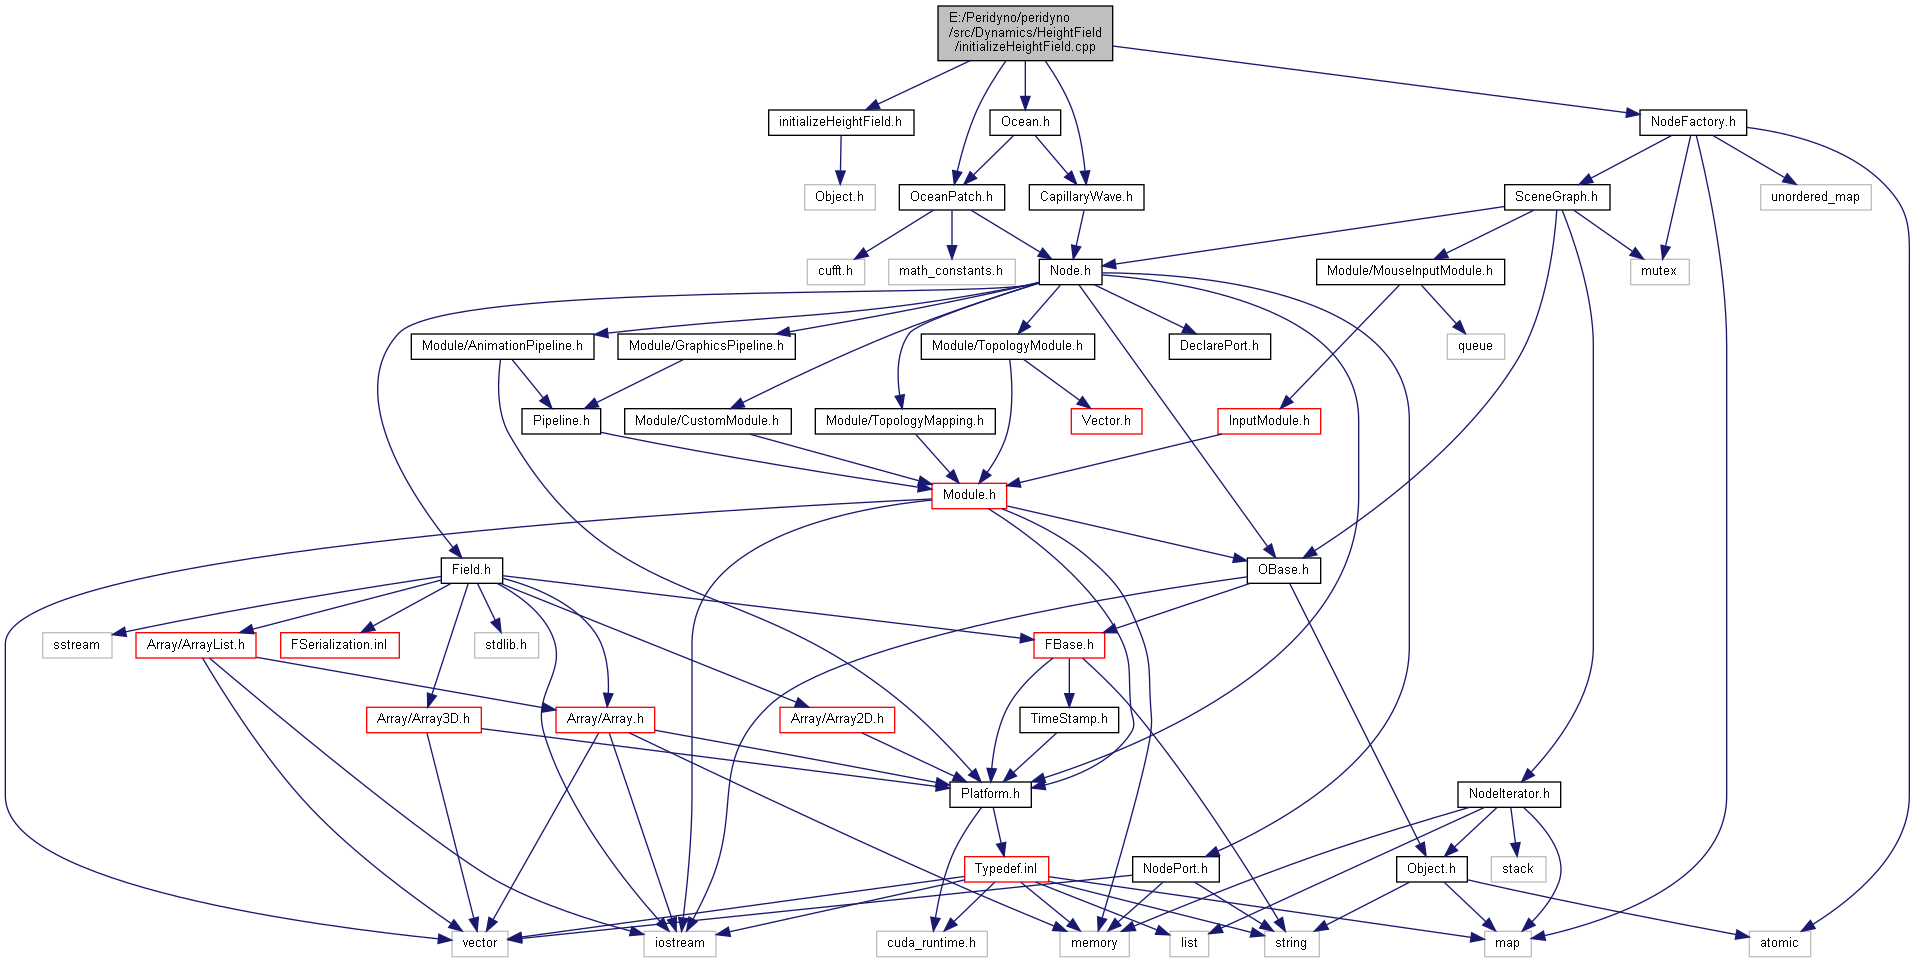 E:/Peridyno/peridyno
/src/Dynamics/HeightField
/initializeHeightField.cpp
initializeHeightField.h
Ocean.h
NodeFactory.h
Object.h
OceanPatch.h
CapillaryWave.h
SceneGraph.h
unordered_map
cufft.h
math_constants.h
Node.h
Module/MouseInputModule.h
mutex
Module/AnimationPipeline.h
Module/GraphicsPipeline.h
Module/TopologyModule.h
DeclarePort.h
queue
Pipeline.h
Module/CustomModule.h
Module/TopologyMapping.h
Vector.h
InputModule.h
Module.h
Field.h
OBase.h
sstream
Array/ArrayList.h
FSerialization.inl
stdlib.h
FBase.h
Array/Array3D.h
Array/Array.h
Array/Array2D.h
TimeStamp.h
Platform.h
NodeIterator.h
Typedef.inl
NodePort.h
Object.h
stack
vector
iostream
cuda_runtime.h
memory
list
string
map
atomic